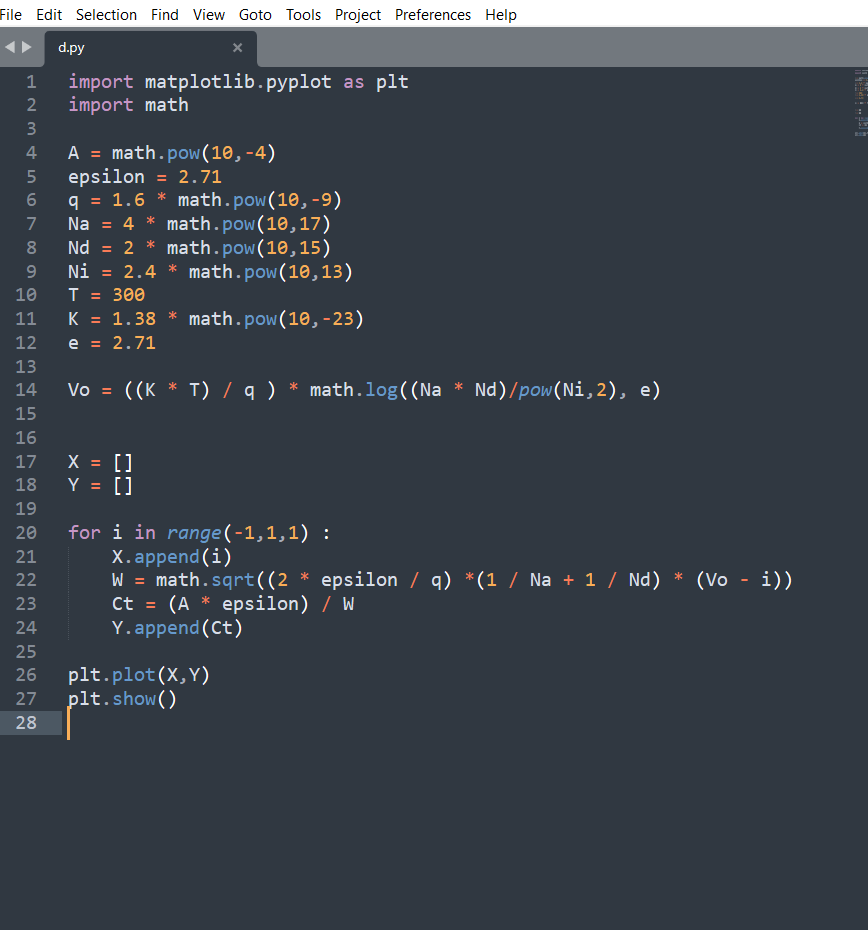 File Edit Selection Find View Goto Tools Project Preferences Help
d.py ×
1 import matplotlib.pyplot as plt
2 import math
3
4 A = math.pow(10,-4)
5 epsilon = 2.71
6 q = 1.6 * math.pow(10,-9)
7 Na = 4 * math.pow(10,17)
8 Nd = 2 * math.pow(10,15)
9 Ni = 2.4 * math.pow(10,13)
10 T = 300
11 K = 1.38 * math.pow(10,-23)
12 e = 2.71
13
14 Vo = ((K * T) / q ) * math.log((Na * Nd)/pow(Ni,2), e)
15
16
17 X = []
18 Y = []
19
20 for i in range(-1,1,1) :
21     X.append(i)
22     W = math.sqrt((2 * epsilon / q) *(1 / Na + 1 / Nd) * (Vo - i))
23     Ct = (A * epsilon) / W
24     Y.append(Ct)
25
26 plt.plot(X,Y)
27 plt.show()
28